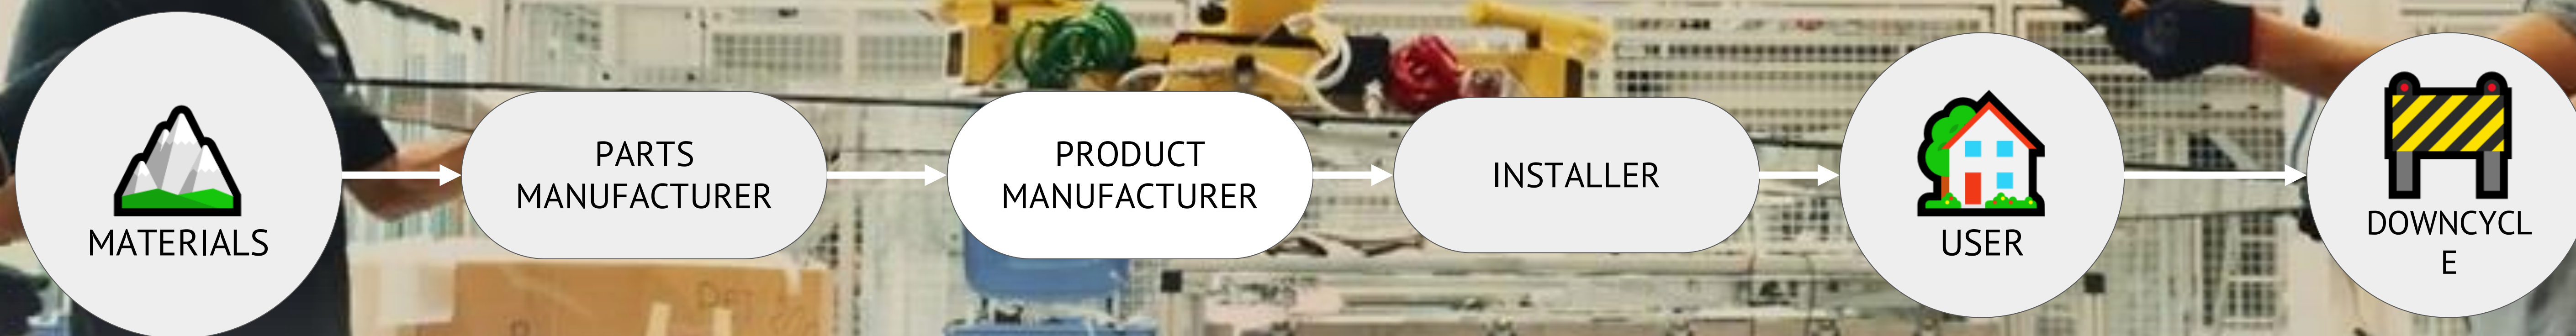 MATERIALS
PARTS
MANUFACTURER
PRODUCT
MANUFACTURER
INSTALLER
USER
DOWNCYCL
E